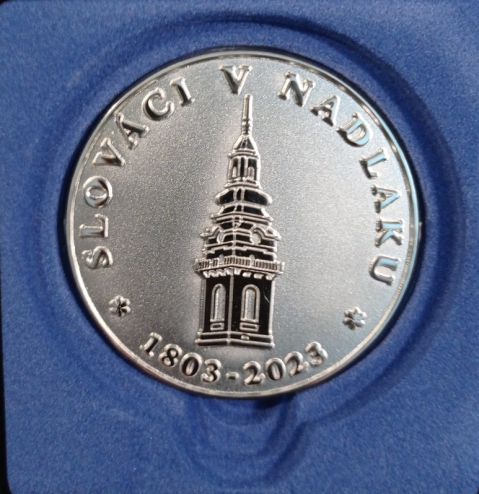 SLOVÁCI V NADLAKU
* 1803-2023 *